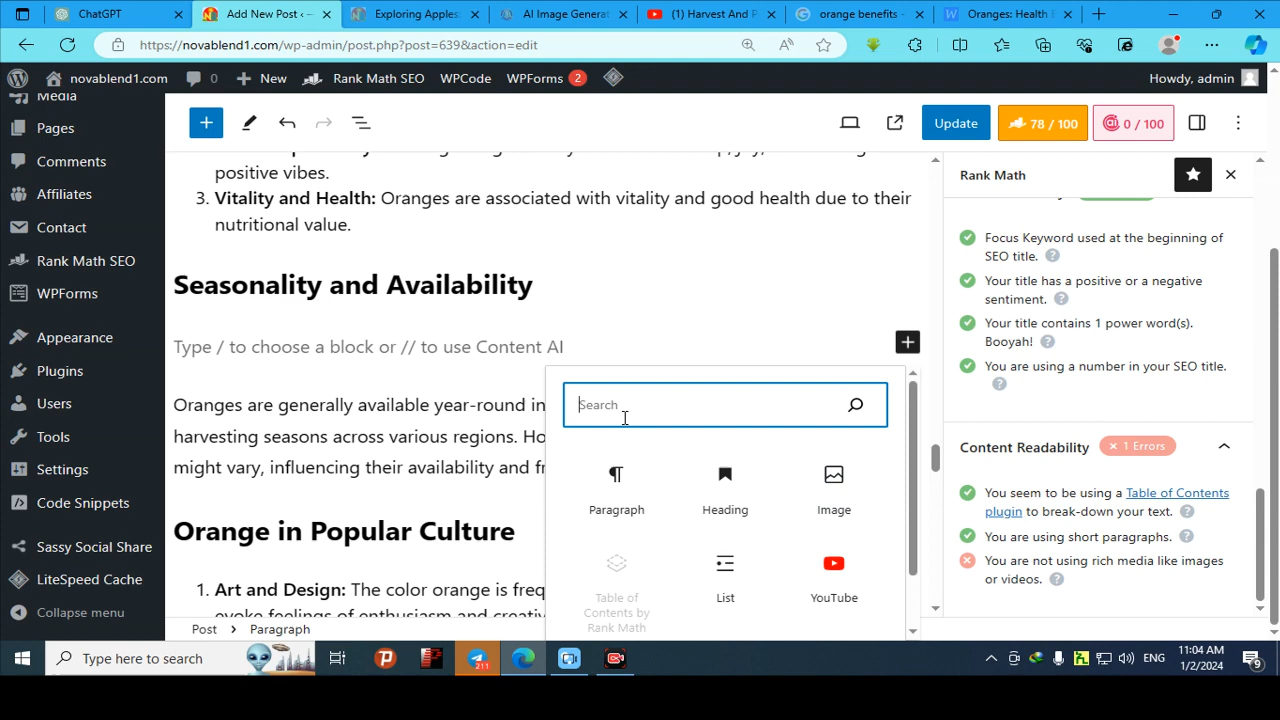 ChatGPT
Add New Post ‹
Exploring Apples
AI Image Genera
(1) Harvest And P
orange benefits -
Oranges: Health
https://novablend1.com/wp-admin/post.php?post=639&action=edit
novablend1.com 0 New Rank Math SEO WPCode WPForms 2 Howdy, admin
Media
Pages
Comments
Affiliates
Contact
Rank Math SEO
WPForms
Appearance
Plugins
Users
Tools
Settings
Code Snippets
Sassy Social Share
LiteSpeed Cache
Collapse menu
Update 78 / 100 0 / 100
positive vibes.
3. Vitality and Health: Oranges are associated with vitality and good health due to their
nutritional value.
Seasonality and Availability
Type / to choose a block or // to use Content AI
Oranges are generally available year-round in
harvesting seasons across various regions. Ho
might vary, influencing their availability and fr
Orange in Popular Culture
1. Art and Design: The color orange is freq
evoke feelings of enthusiasm and creativ
Search
Paragraph
Heading
Image
Table of
Contents by
Rank Math
List
YouTube
Post > Paragraph
Rank Math
Focus Keyword used at the beginning of
SEO title.
Your title has a positive or a negative
sentiment.
Your title contains 1 power word(s).
Booyah!
You are using a number in your SEO title.
Content Readability × 1 Errors
You seem to be using a Table of Contents
plugin to break-down your text.
You are using short paragraphs.
You are not using rich media like images
or videos.
Type here to search
211
ENG
11:04 AM
1/2/2024
9